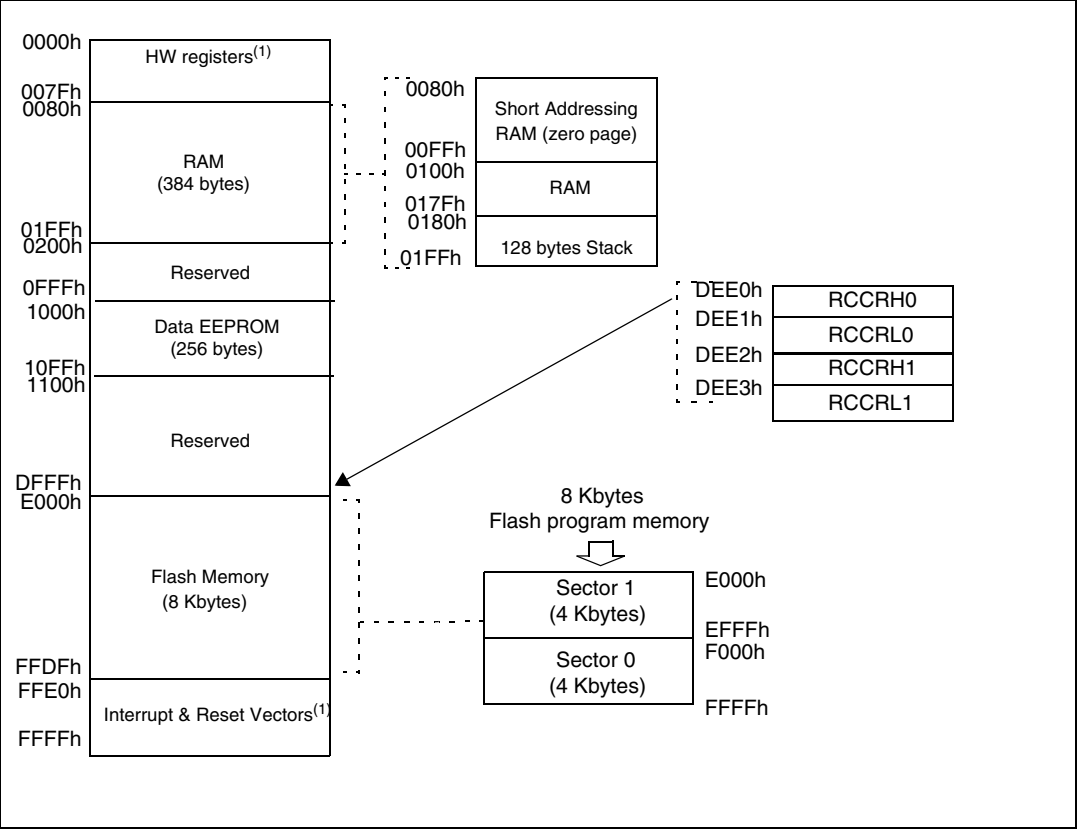 0000h
HW registers(1)
007Fh
0080h
RAM
(384 bytes)
01FFh
0200h
Reserved
0FFFh
1000h
Data EEPROM
(256 bytes)
10FFh
1100h
Reserved
DFFFh
E000h
Flash Memory
(8 Kbytes)
FFDFh
FFE0h
Interrupt & Reset Vectors(1)
FFFFh
0080h
Short Addressing
RAM (zero page)
00FFh
0100h
RAM
017Fh
0180h
128 bytes Stack
01FFh
DEE0h
RCCRH0
DEE1h
RCCRL0
DEE2h
RCCRH1
DEE3h
RCCRL1
8 Kbytes
Flash program memory
Sector 1
(4 Kbytes)
E000h
EFFFh
F000h
Sector 0
(4 Kbytes)
FFFFh